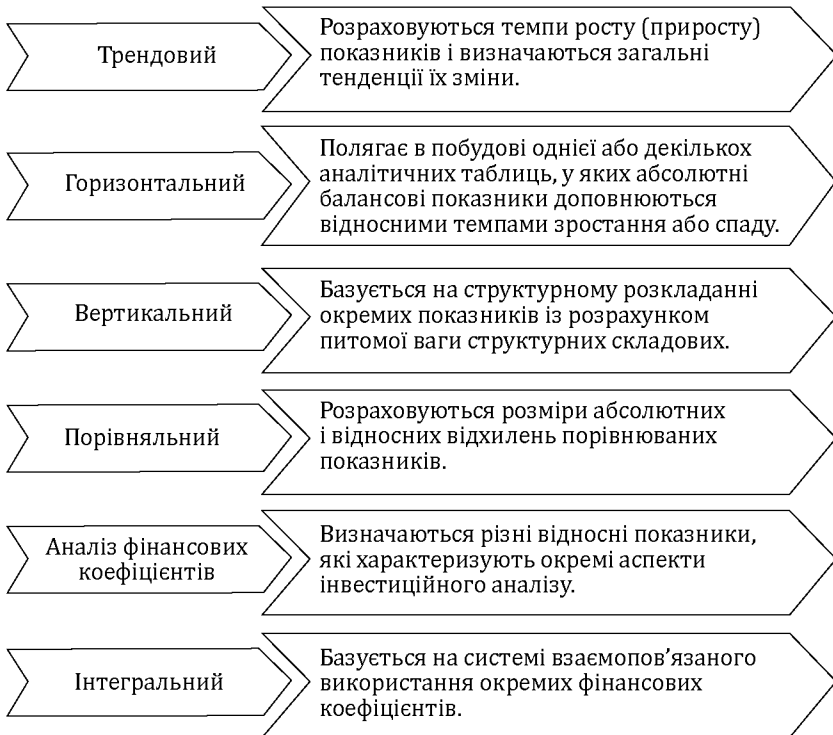 Трендовий
Розраховуються темпи росту (приросту)
показників і визначаються загальні
тенденції їх зміни.
Горизонтальний
Полягає в побудові однієї або декількох
аналітичних таблиць, у яких абсолютні
балансові показники доповнюються
відносними темпами зростання або спаду.
Вертикальний
Базується на структурному розкладанні
окремих показників із розрахунком
питомої ваги структурних складових.
Порівняльний
Розраховуються розміри абсолютних
і відносних відхилень порівнюваних
показників.
Аналіз фінансових
коефіцієнтів
Визначаються різні відносні показники,
які характеризують окремі аспекти
інвестиційного аналізу.
Інтегральний
Базується на системі взаємопов’язаного
використання окремих фінансових
коефіцієнтів.